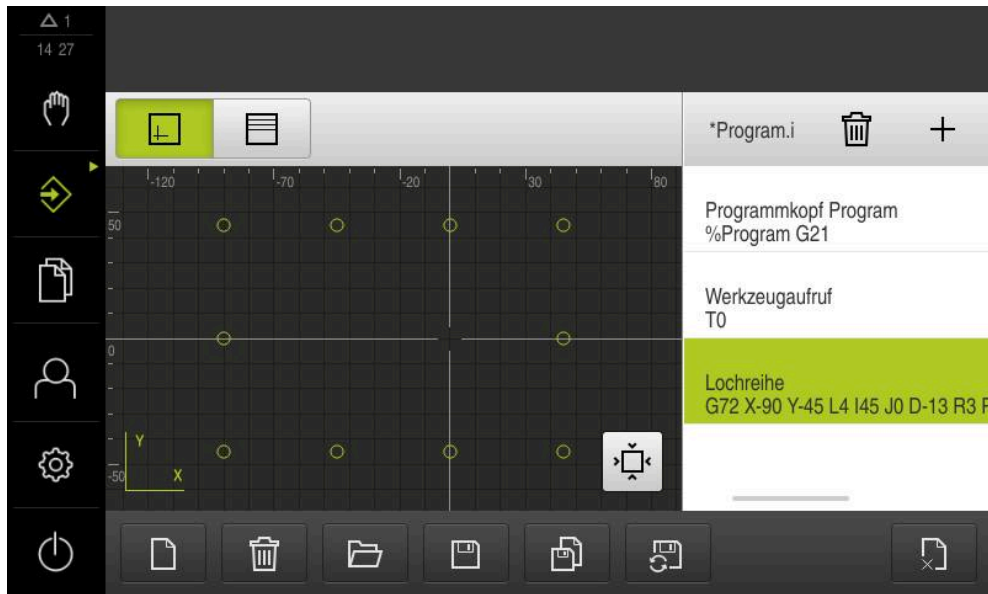 1
14 27
*Program.i
-120 -70 -20 30 80
50
0
-50
Y
X
Programmkopf Program
%Program G21
Werkzeugaufruf
T0
Lochreihe
G72 X-90 Y-45 L4 I45 J0 D-13 R3